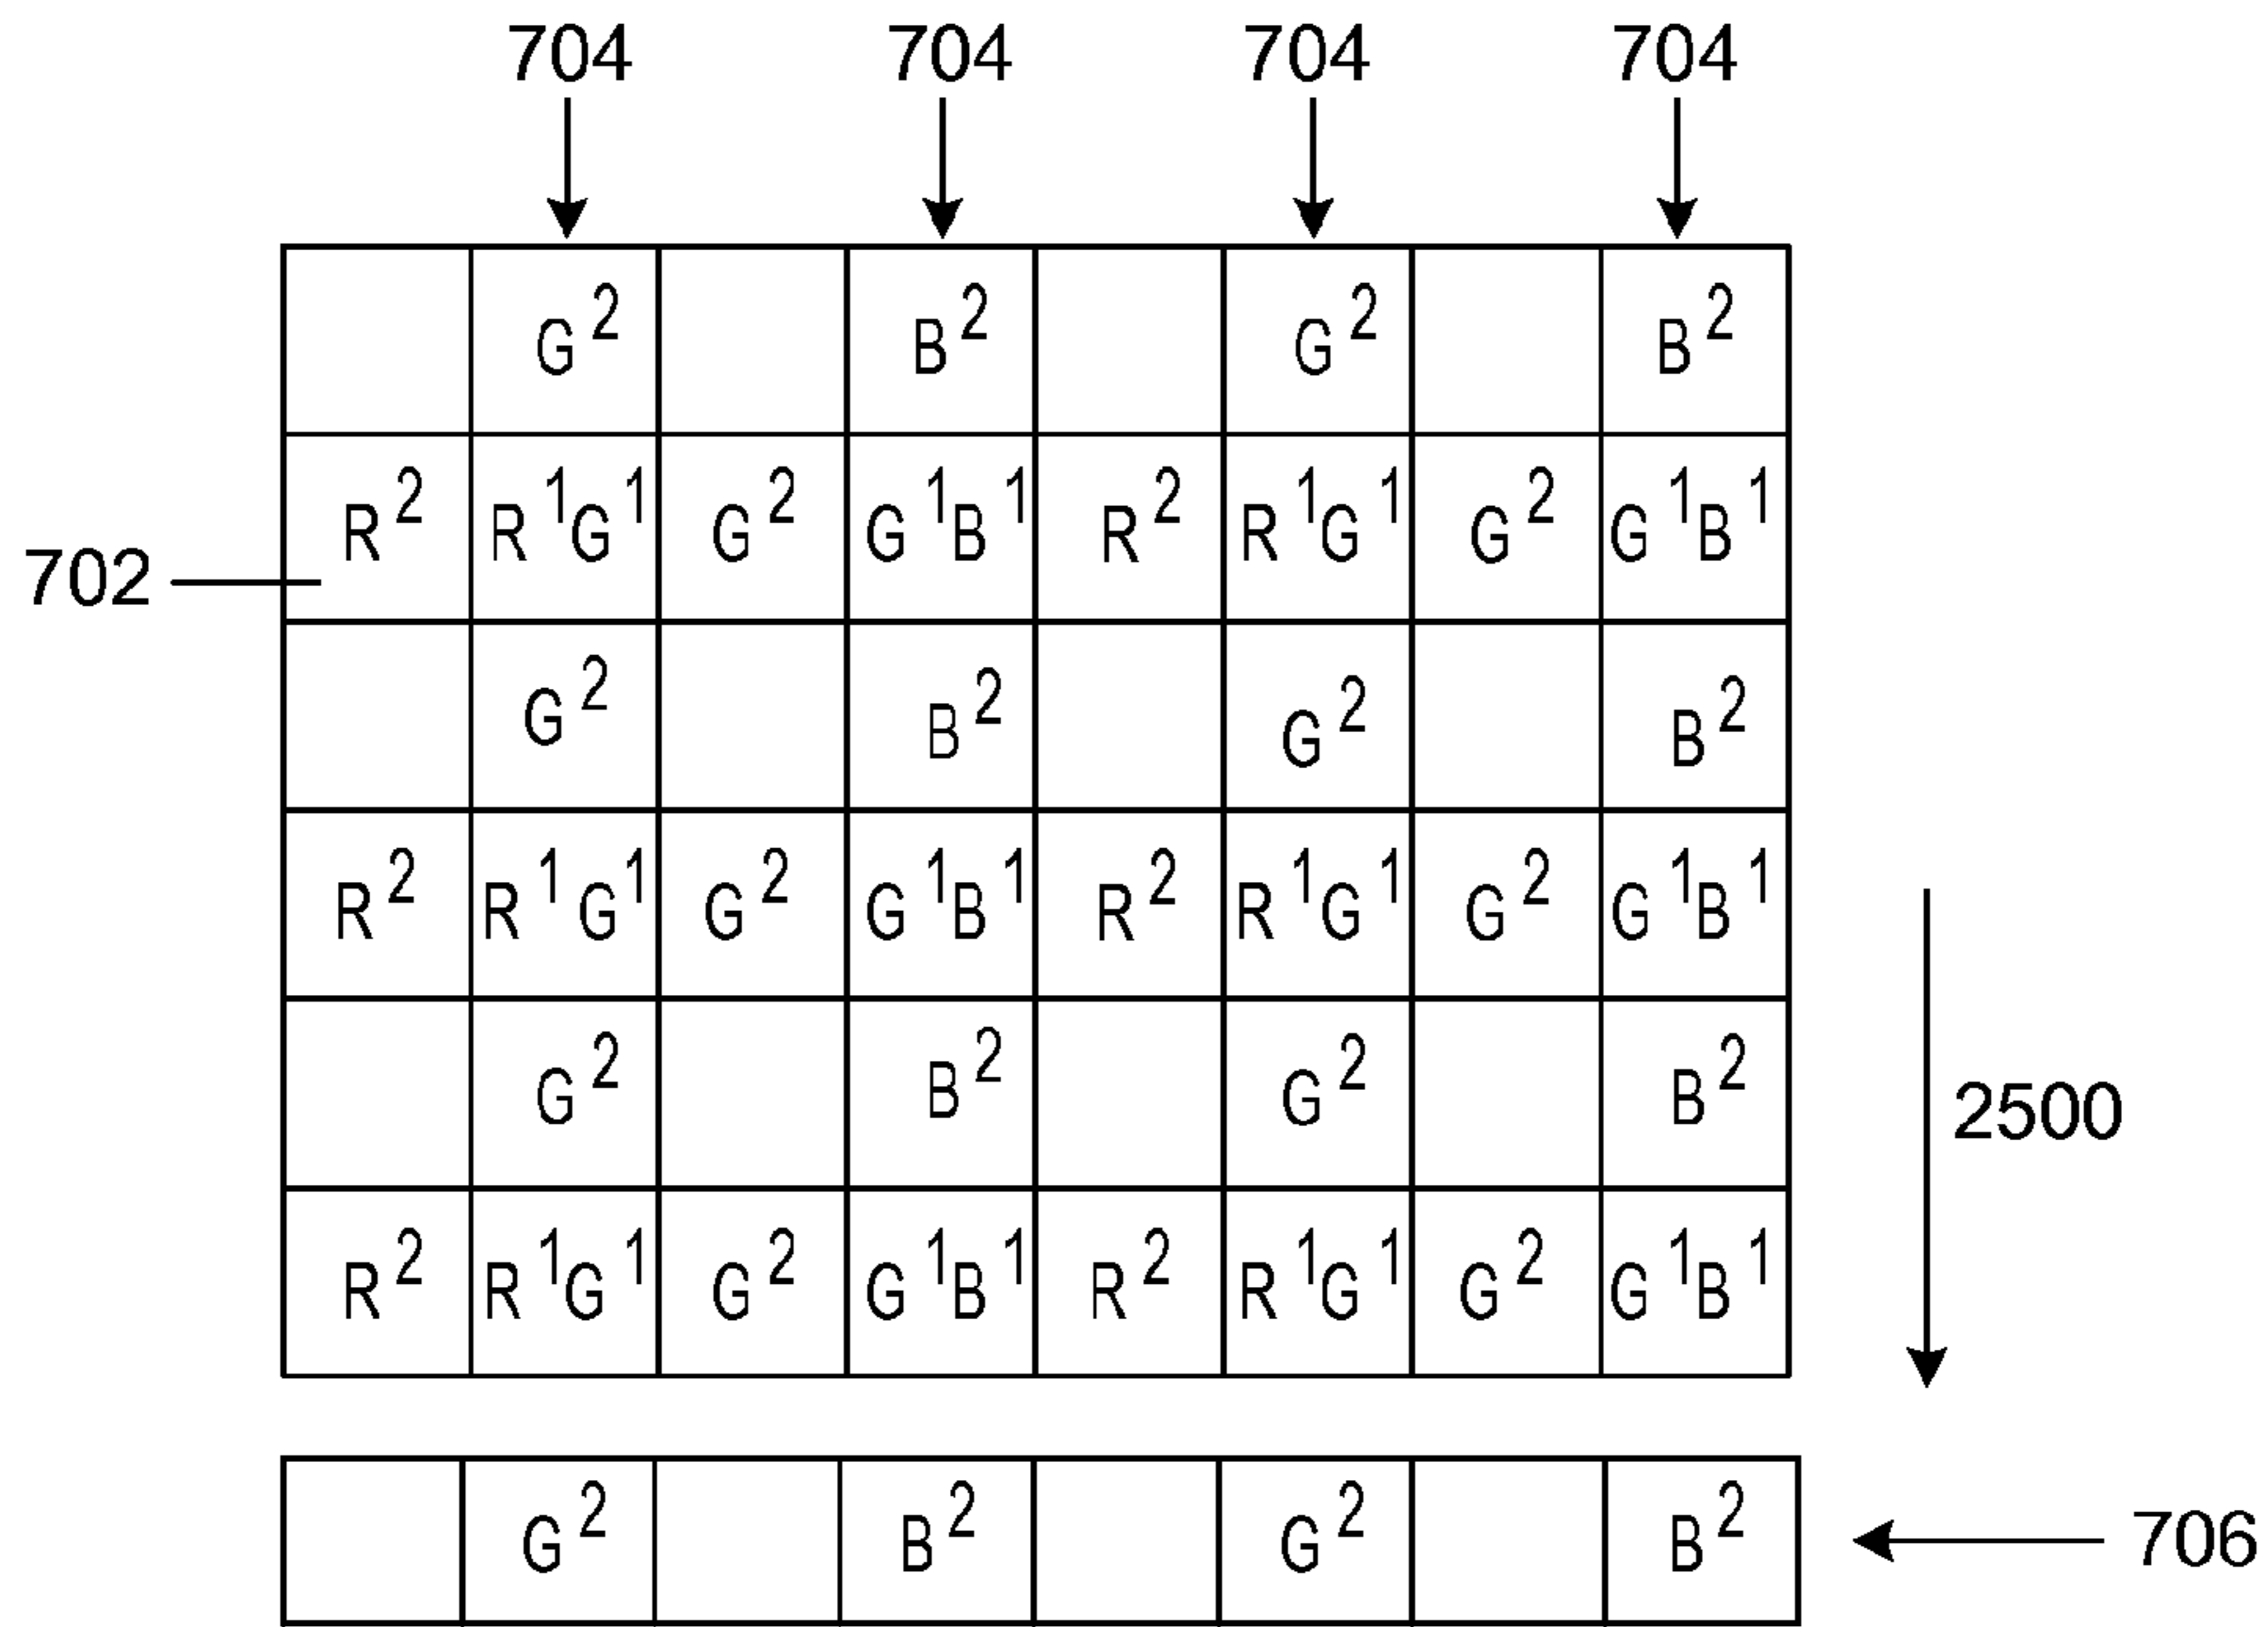 704 704 704 704
G² B² G² B²
R² R¹G¹ G² G¹B¹ R² R¹G¹ G² G¹B¹
702
G² B² G² B²
R² R¹G¹ G² G¹B¹ R² R¹G¹ G² G¹B¹
G² B² G² B²
2500
R² R¹G¹ G² G¹B¹ R² R¹G¹ G² G¹B¹
G² B² G² B² 706